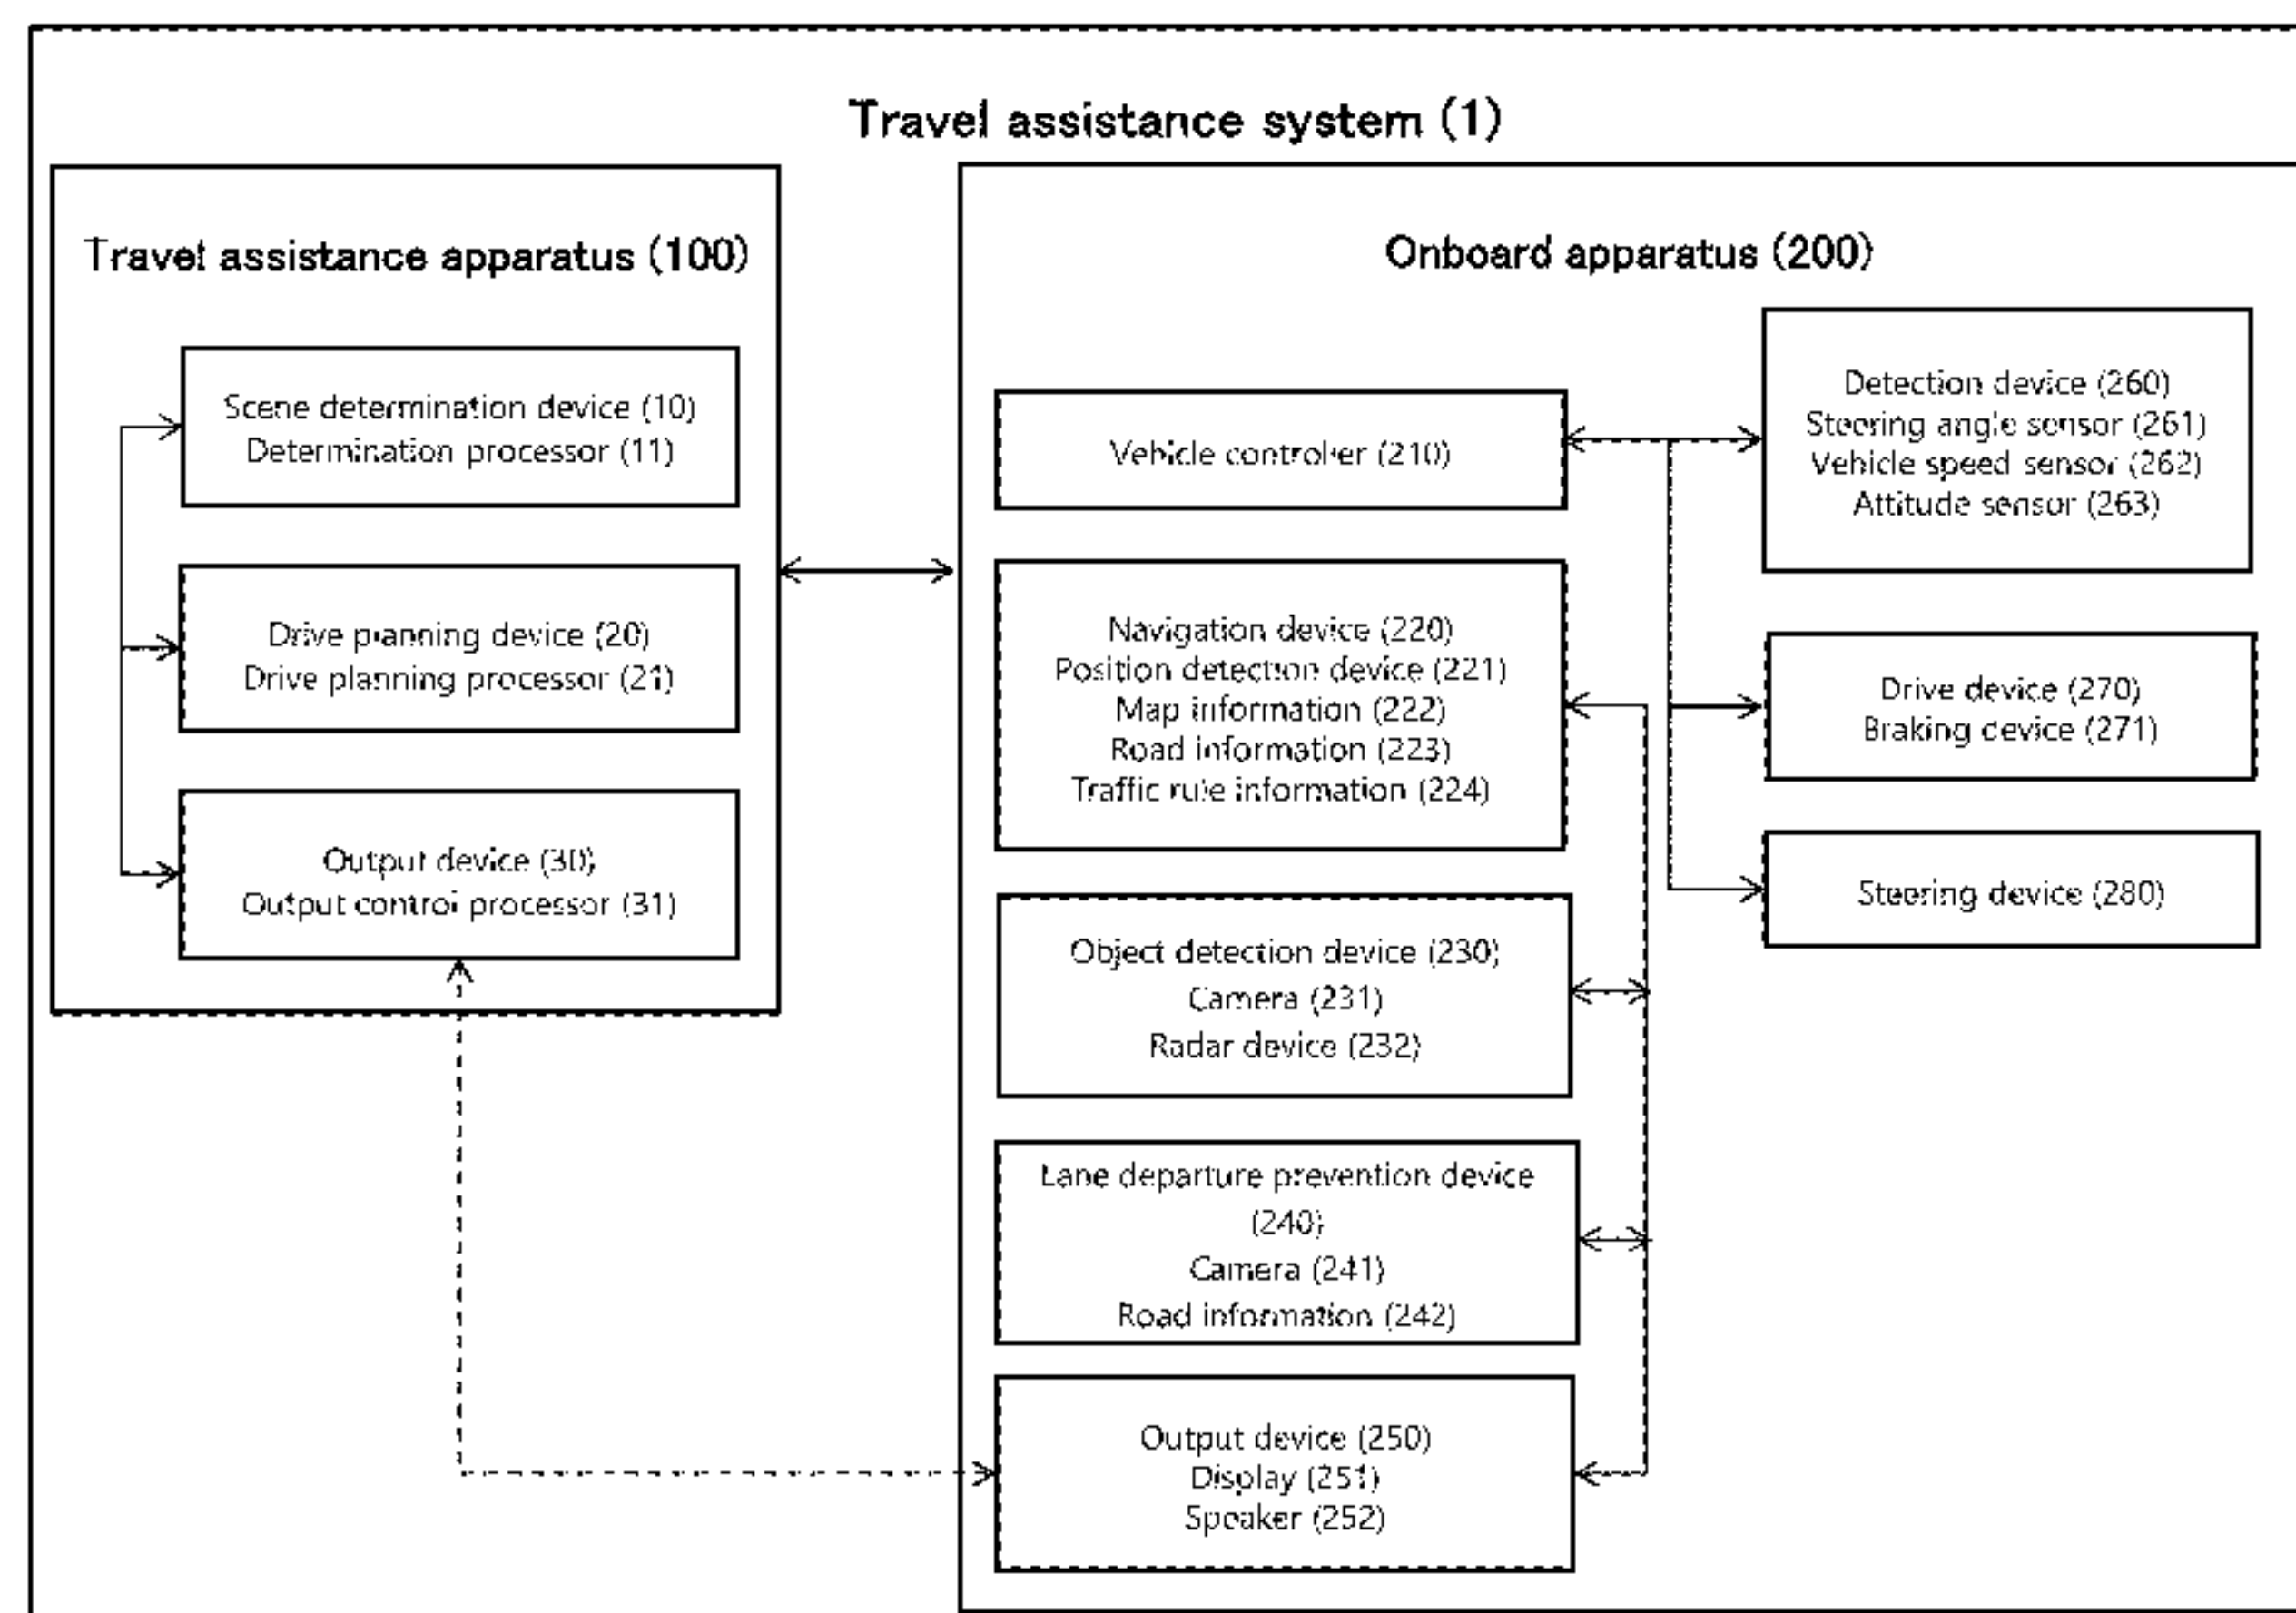 Travel assistance system (1)
Travel assistance apparatus (100)
Scene determination device (10)
Determination processor (11)
Drive planning device (20)
Drive planning processor (21)
Output device (30)
Output control processor (31)
Onboard apparatus (200)
Vehicle controller (210)
Navigation device (220)
Position detection device (221)
Map information (222)
Road information (223)
Traffic rule information (224)
Object detection device (230)
Camera (231)
Radar device (232)
Lane departure prevention device
(240)
Camera (241)
Road information (242)
Output device (250)
Display (251)
Speaker (252)
Detection device (260)
Steering angle sensor (261)
Vehicle speed sensor (262)
Attitude sensor (263)
Drive device (270)
Braking device (271)
Steering device (280)